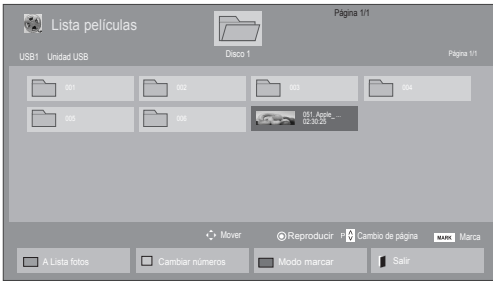 Página 1/1
Lista películas
Disco 1
USB1 Unidad USB
Página 1/1
001
002
003
004
005
006
051. Apple_ ...
02:30:25
Mover
Reproducir
P
Cambio de página
MARK
Marca
A Lista fotos
Cambiar números
Modo marcar
Salir